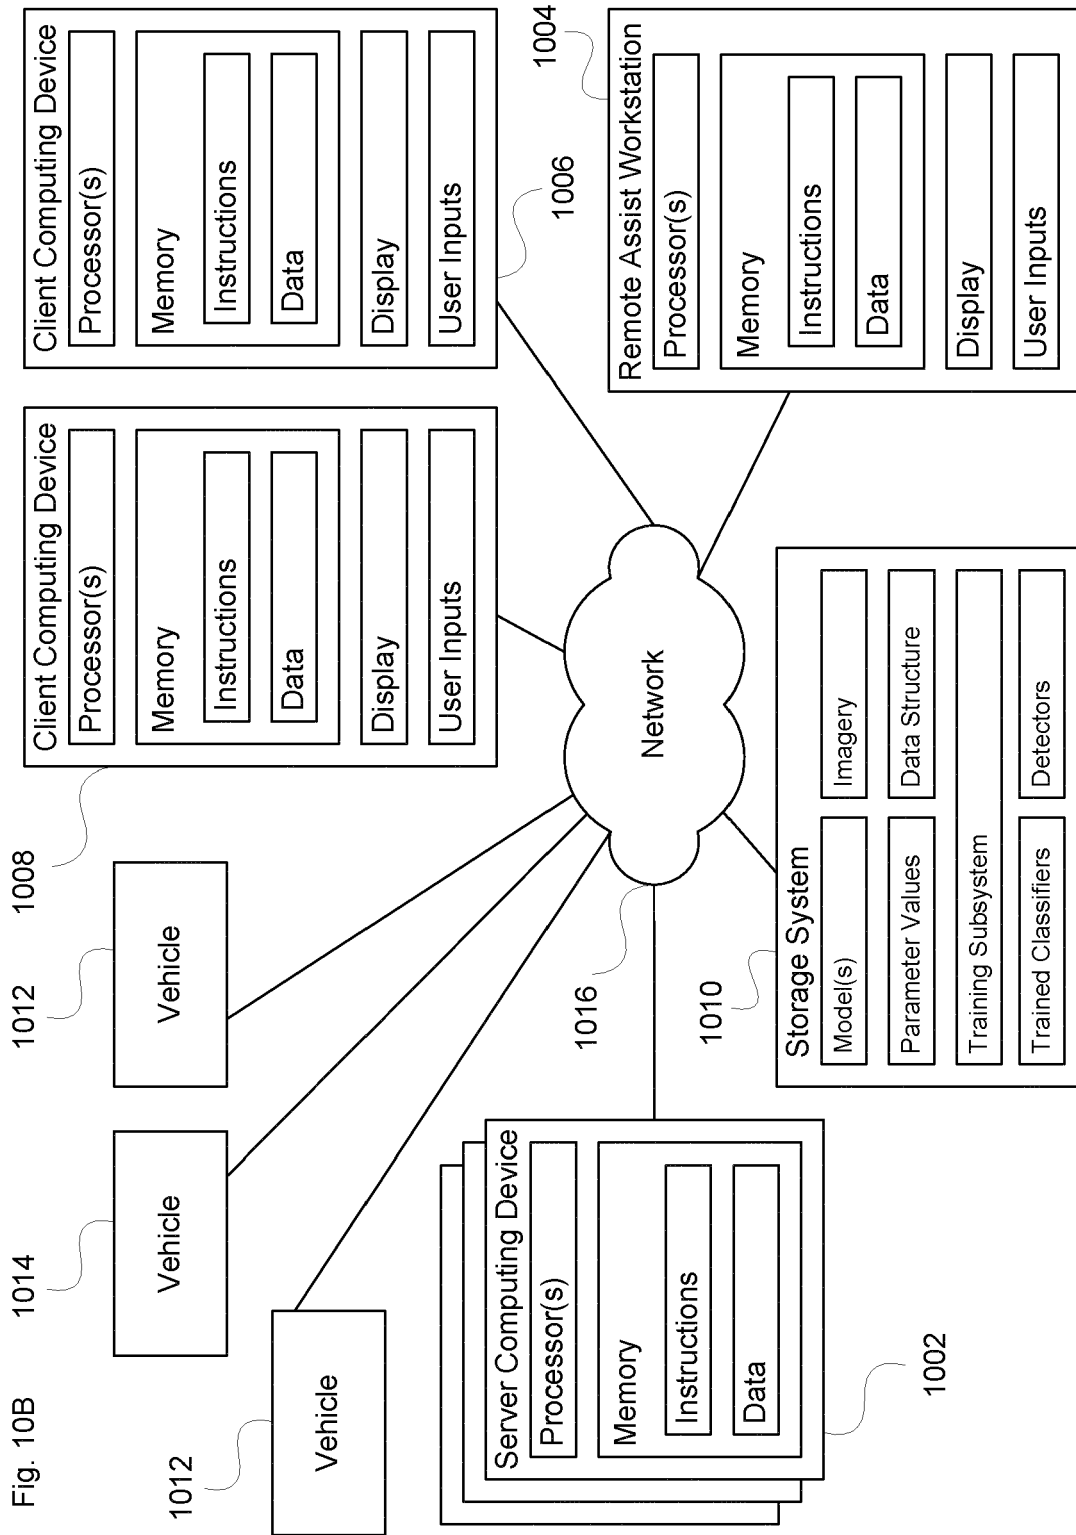 Fig. 10B
1012
Vehicle
1014
Vehicle
1012
Vehicle
1008
Client Computing Device
Processor(s)
Memory
Instructions
Data
Display
User Inputs
Client Computing Device
Processor(s)
Memory
Instructions
Data
Display
User Inputs
1006
Server Computing Device
Processor(s)
Memory
Instructions
Data
1002
1016
Network
1010
Storage System
Model(s)
Imagery
Parameter Values
Data Structure
Training Subsystem
Trained Classifiers
Detectors
1004
Remote Assist Workstation
Processor(s)
Memory
Instructions
Data
Display
User Inputs